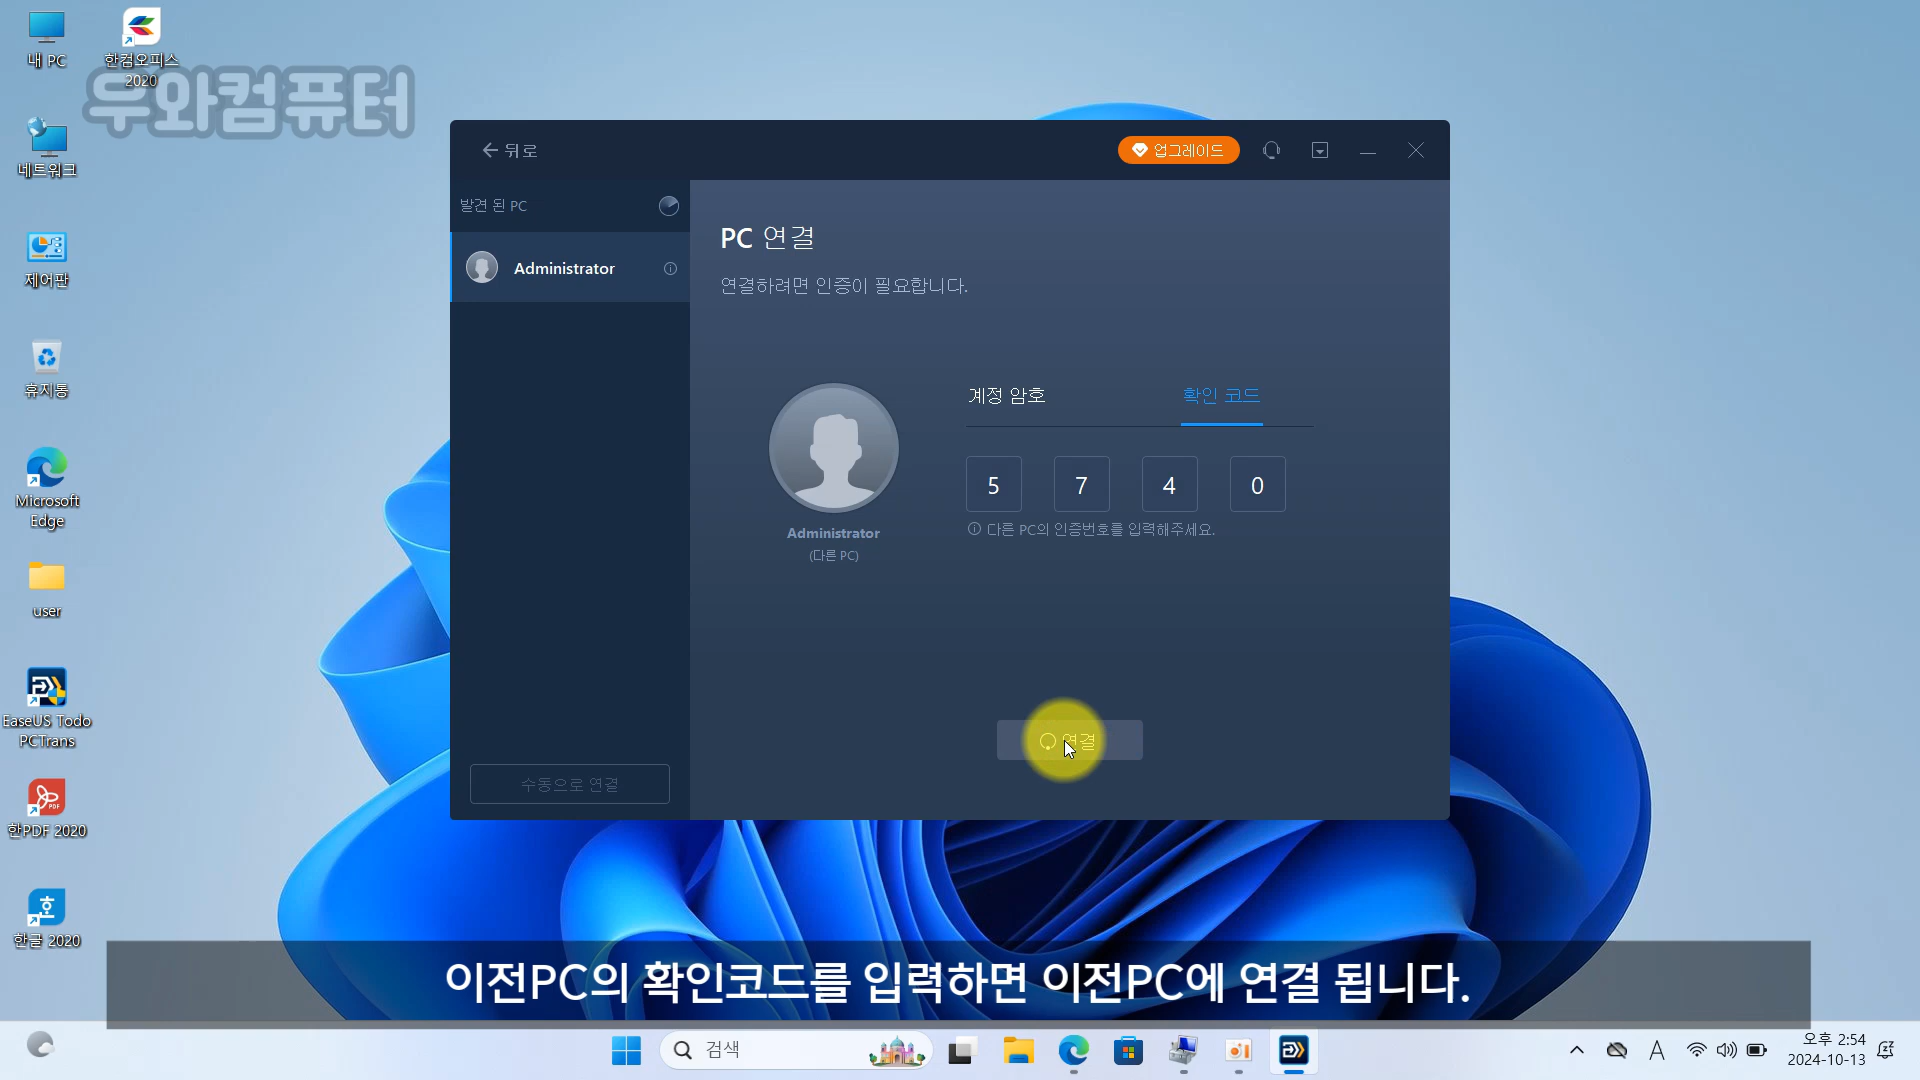 내 PC
한컴오피스
2020
두와컴퓨터
네트워크
제어판
휴지통
Microsoft
Edge
user
EaseUS Todo
PCTrans
한PDF 2020
한글 2020
뒤로
업그레이드
발견 된 PC
Administrator
수동으로 연결
PC 연결
연결하려면 인증이 필요합니다.
계정 암호
확인 코드
5 7 4 0
다른 PC의 인증번호를 입력해주세요.
Administrator
(다른 PC)
연결
이전PC의 확인코드를 입력하면 이전PC에 연결 됩니다.
검색
A
오후 2:54
2024-10-13